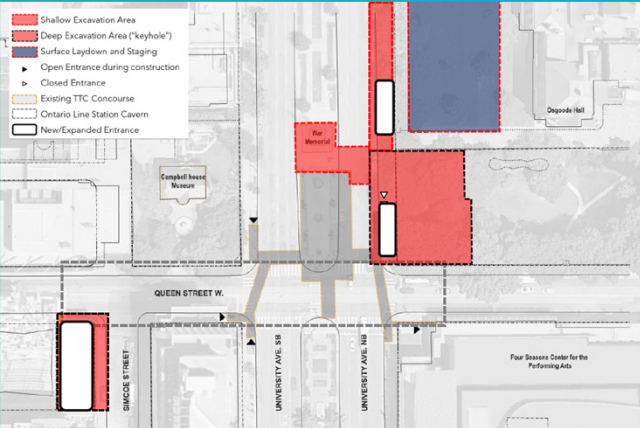 Shallow Excavation Area
Deep Excavation Area ("keyhole")
Surface Laydown and Staging
Open Entrance during construction
Closed Entrance
Existing TTC Concourse
Ontario Line Station Cavern
New/Expanded Entrance
Osgoode Hall
War
Memorial
Campbell house
Museum
QUEEN STREET W.
SIMCOE STREET
UNIVERSITY AVE. SB
UNIVERSITY AVE. NB
Four Seasons Center for the
Performing Arts